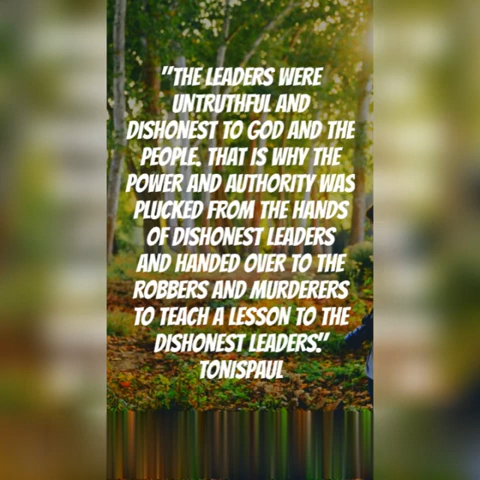 "THE LEADERS WERE
UNTRUTHFUL AND
DISHONEST TO GOD AND THE
PEOPLE. THAT IS WHY THE
POWER AND AUTHORITY WAS
PLUCKED FROM THE HANDS
OF DISHONEST LEADERS
AND HANDED OVER TO THE
ROBBERS AND MURDERERS
TO TEACH A LESSON TO THE
DISHONEST LEADERS."
TONISPAUL